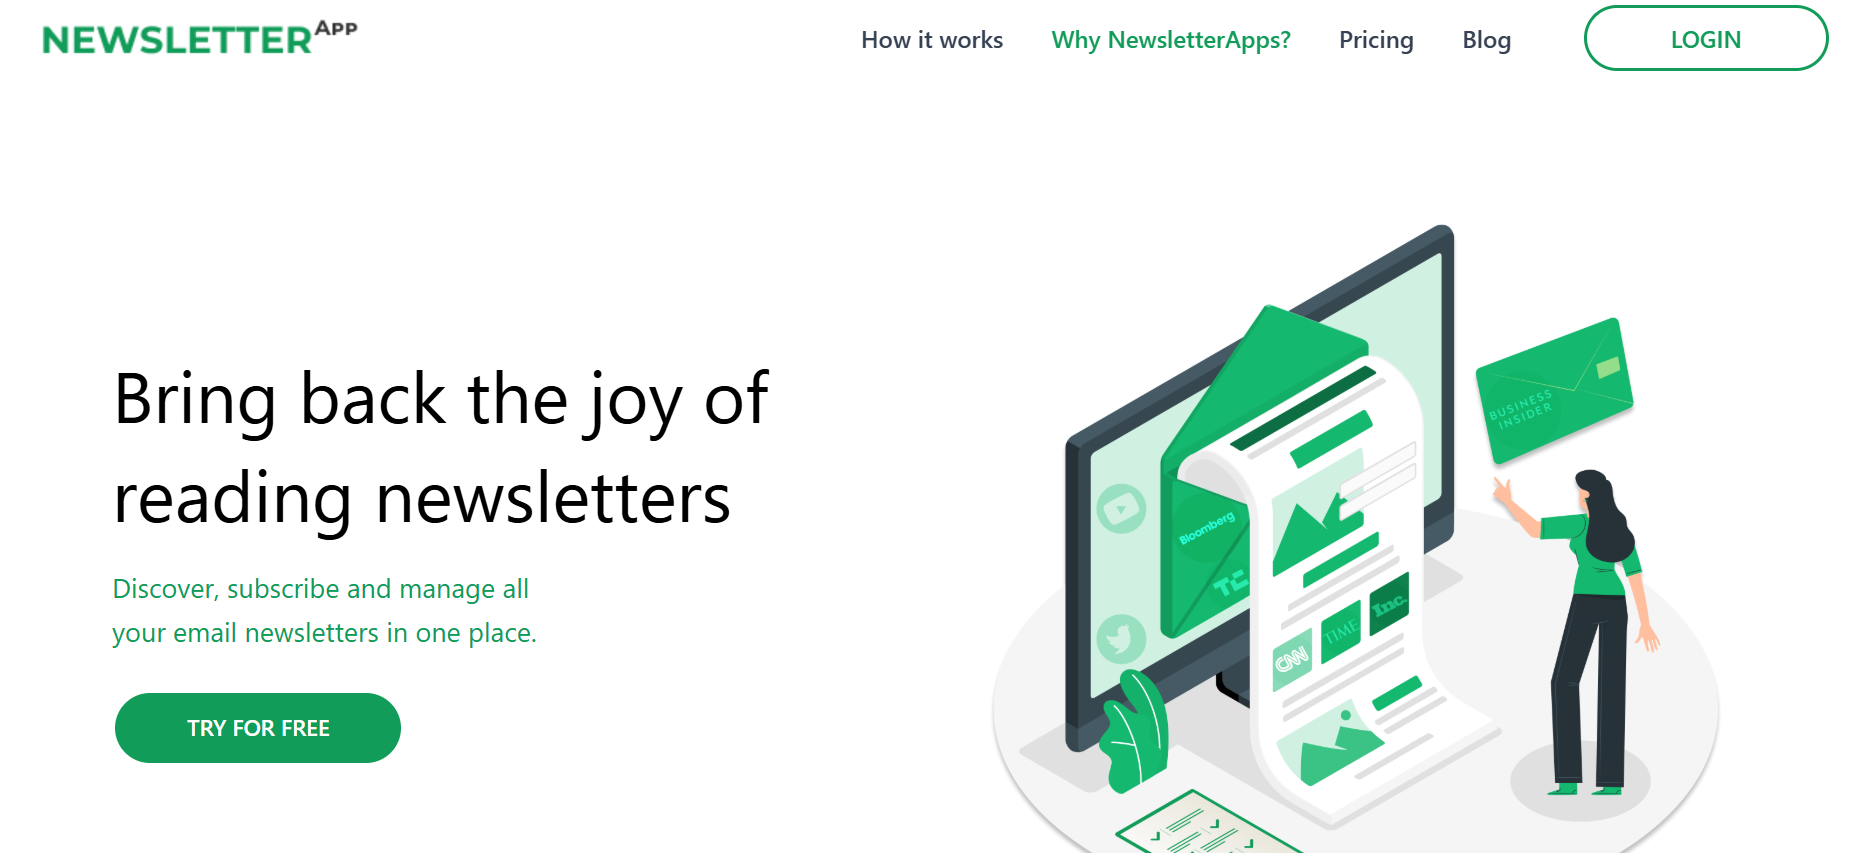 NEWSLETTER APP
How it works
Why NewsletterApps?
Pricing
Blog
LOGIN
Bring back the joy of
reading newsletters
Discover, subscribe and manage all
your email newsletters in one place.
TRY FOR FREE
BUSINESS
INSIDER
Bloomberg
TC
Inc.
TIME
CNN